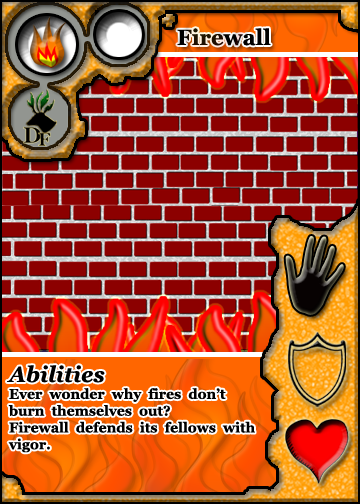 Firewall
DF
Abilities
Ever wonder why fires don't
burn themselves out?
Firewall defends its fellows with
vigor.